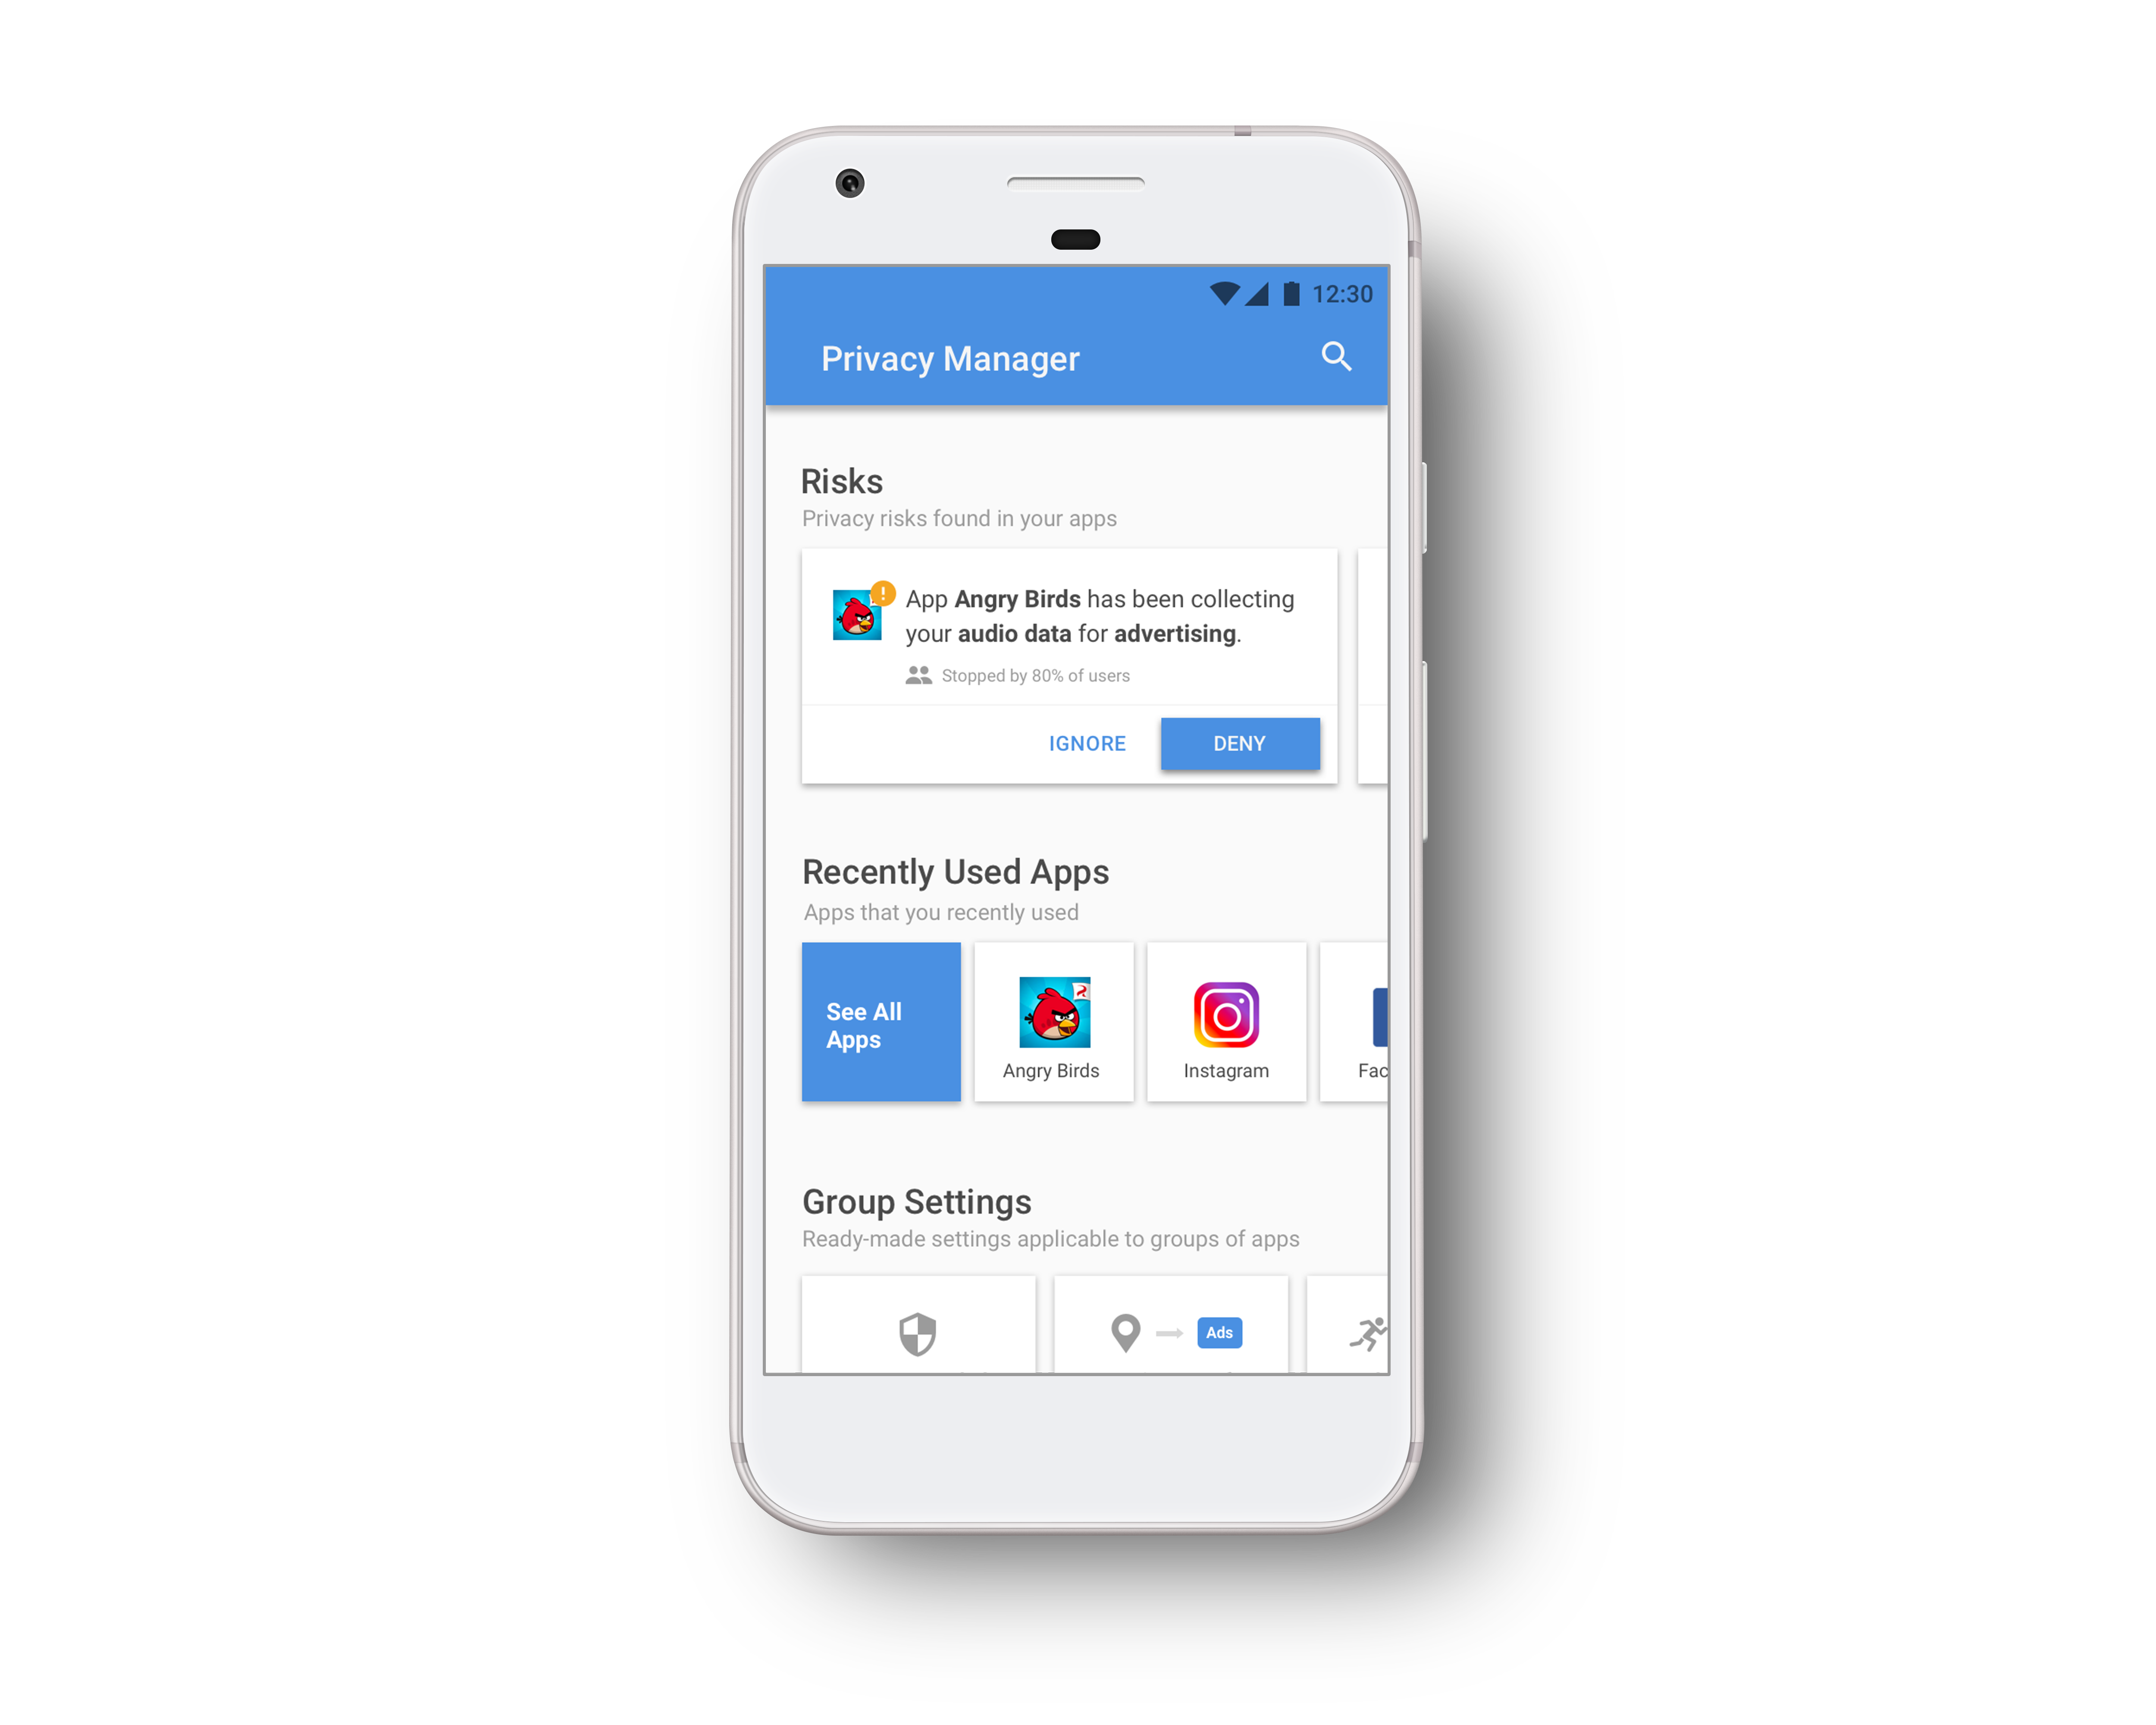 12:30
Privacy Manager
Risks
Privacy risks found in your apps
App Angry Birds has been collecting
your audio data for advertising.
Stopped by 80% of users
IGNORE DENY
Recently Used Apps
Apps that you recently used
See All
Apps
Angry Birds
Instagram
Fac
Group Settings
Ready-made settings applicable to groups of apps
Ads